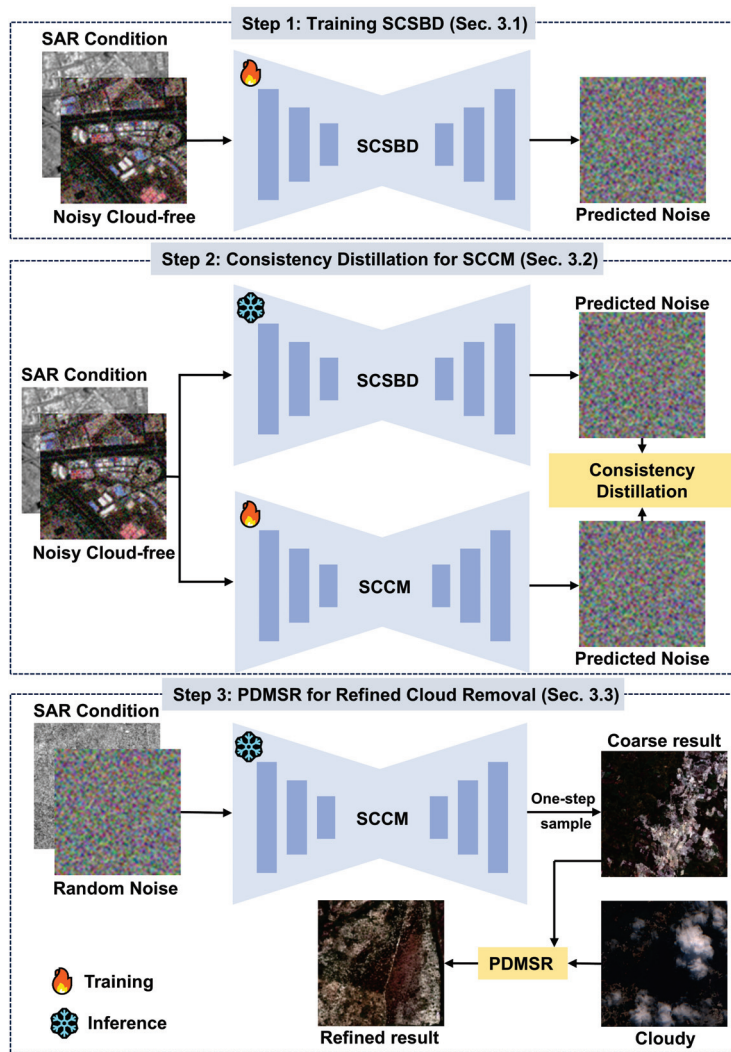 Step 1: Training SCSBD (Sec. 3.1)
SAR Condition
SCSBD
Noisy Cloud-free
Predicted Noise
Step 2: Consistency Distillation for SCCM (Sec. 3.2)
Predicted Noise
SAR Condition
SCSBD
Consistency
Distillation
Noisy Cloud-free
SCCM
Predicted Noise
Step 3: PDMSR for Refined Cloud Removal (Sec. 3.3)
SAR Condition
Coarse result
SCCM
One-step
sample
Random Noise
PDMSR
Training
Inference
Refined result
Cloudy